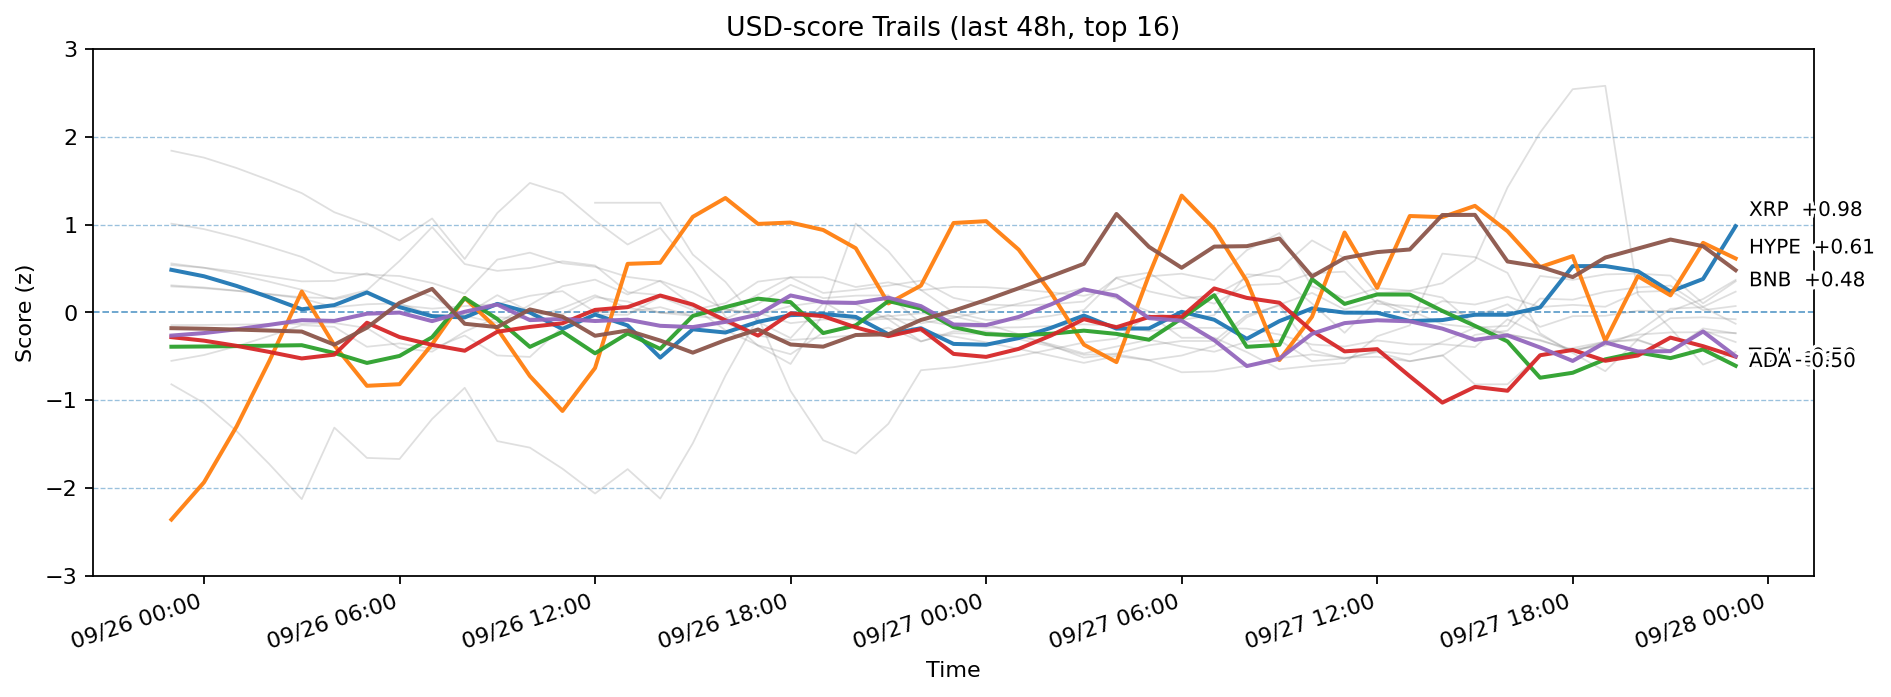 USD-score Trails (last 48h, top 16)
Score (z)
3
2
1
0
−1
−2
−3
XRP +0.98
HYPE +0.61
BNB +0.48
ADA -0.50
09/26 00:00
09/26 06:00
09/26 12:00
09/26 18:00
09/27 00:00
09/27 06:00
09/27 12:00
09/27 18:00
09/28 00:00
Time